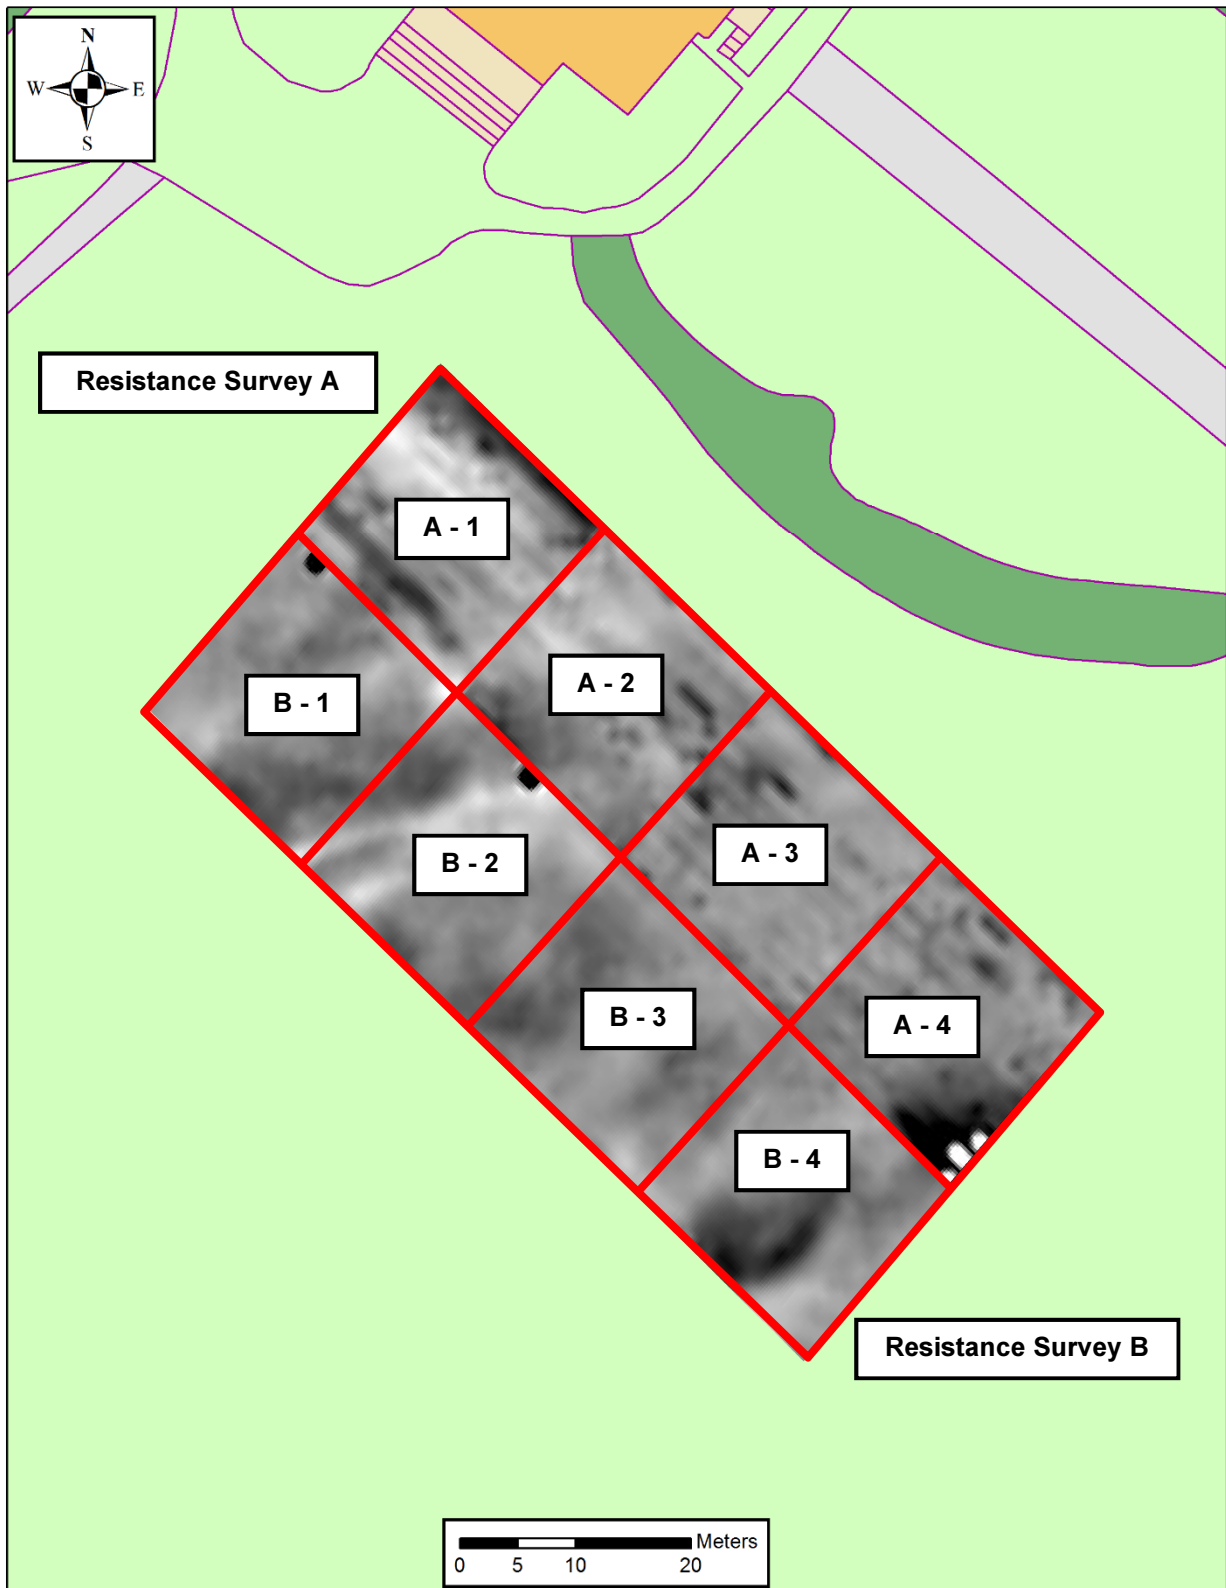 N
W E
S
Resistance Survey A
A - 1
A - 2
B - 1
A - 3
B - 2
B - 3
A - 4
B - 4
Resistance Survey B
Meters
0 5 10 20